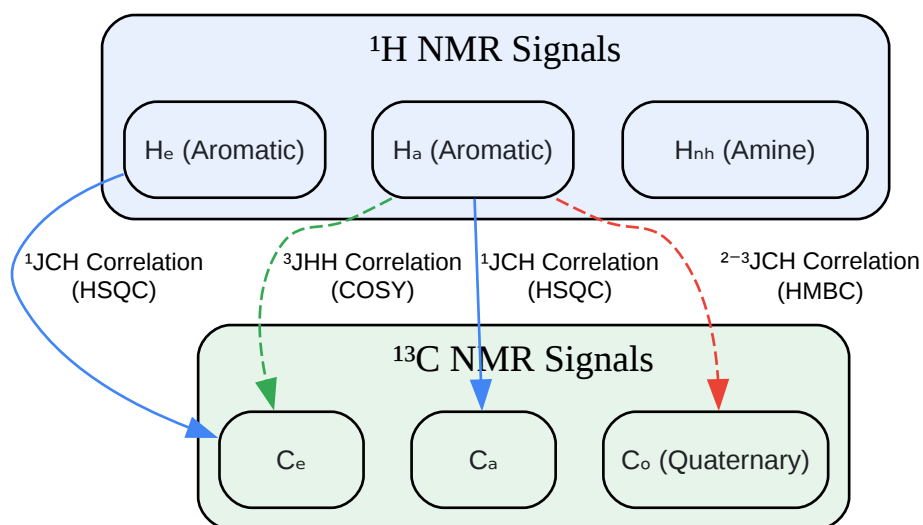 ¹H NMR Signals
Hₑ (Aromatic)
Hₐ (Aromatic)
Hₙₕ (Amine)
¹JCH Correlation
(HSQC)
³JHH Correlation
(COSY)
¹JCH Correlation
(HSQC)
²⁻³JCH Correlation
(HMBC)
¹³C NMR Signals
Cₑ
Cₐ
Cₒ (Quaternary)